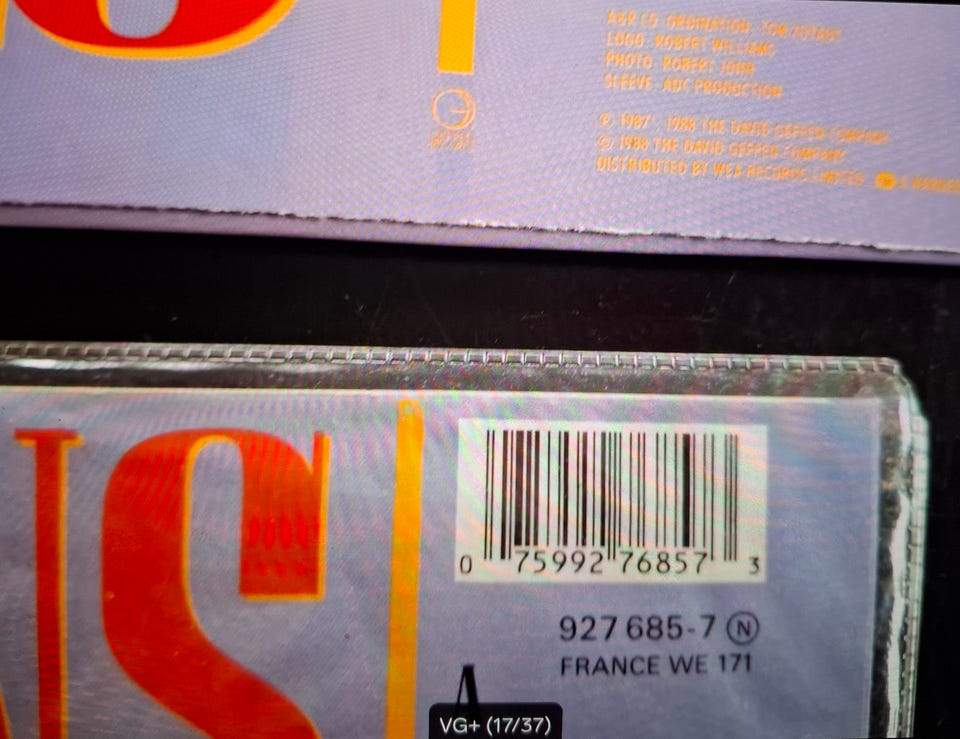 A&R CO-ORDINATION - TOM ZUTAUT
LOGO: ROBERT WILLIAMS
PHOTO: ROBERT JOHN
SLEEVE - ADC PRODUCTION
℗ 1987 · 1988 THE DAVID GEFFEN COMPANY
© 1988 THE DAVID GEFFEN COMPANY
DISTRIBUTED BY WEA RECORDS LIMITED
A WARNER
NS
0 75992 76857 3
927 685-7 Ⓝ
FRANCE WE 171
A
VG+ (17/37)